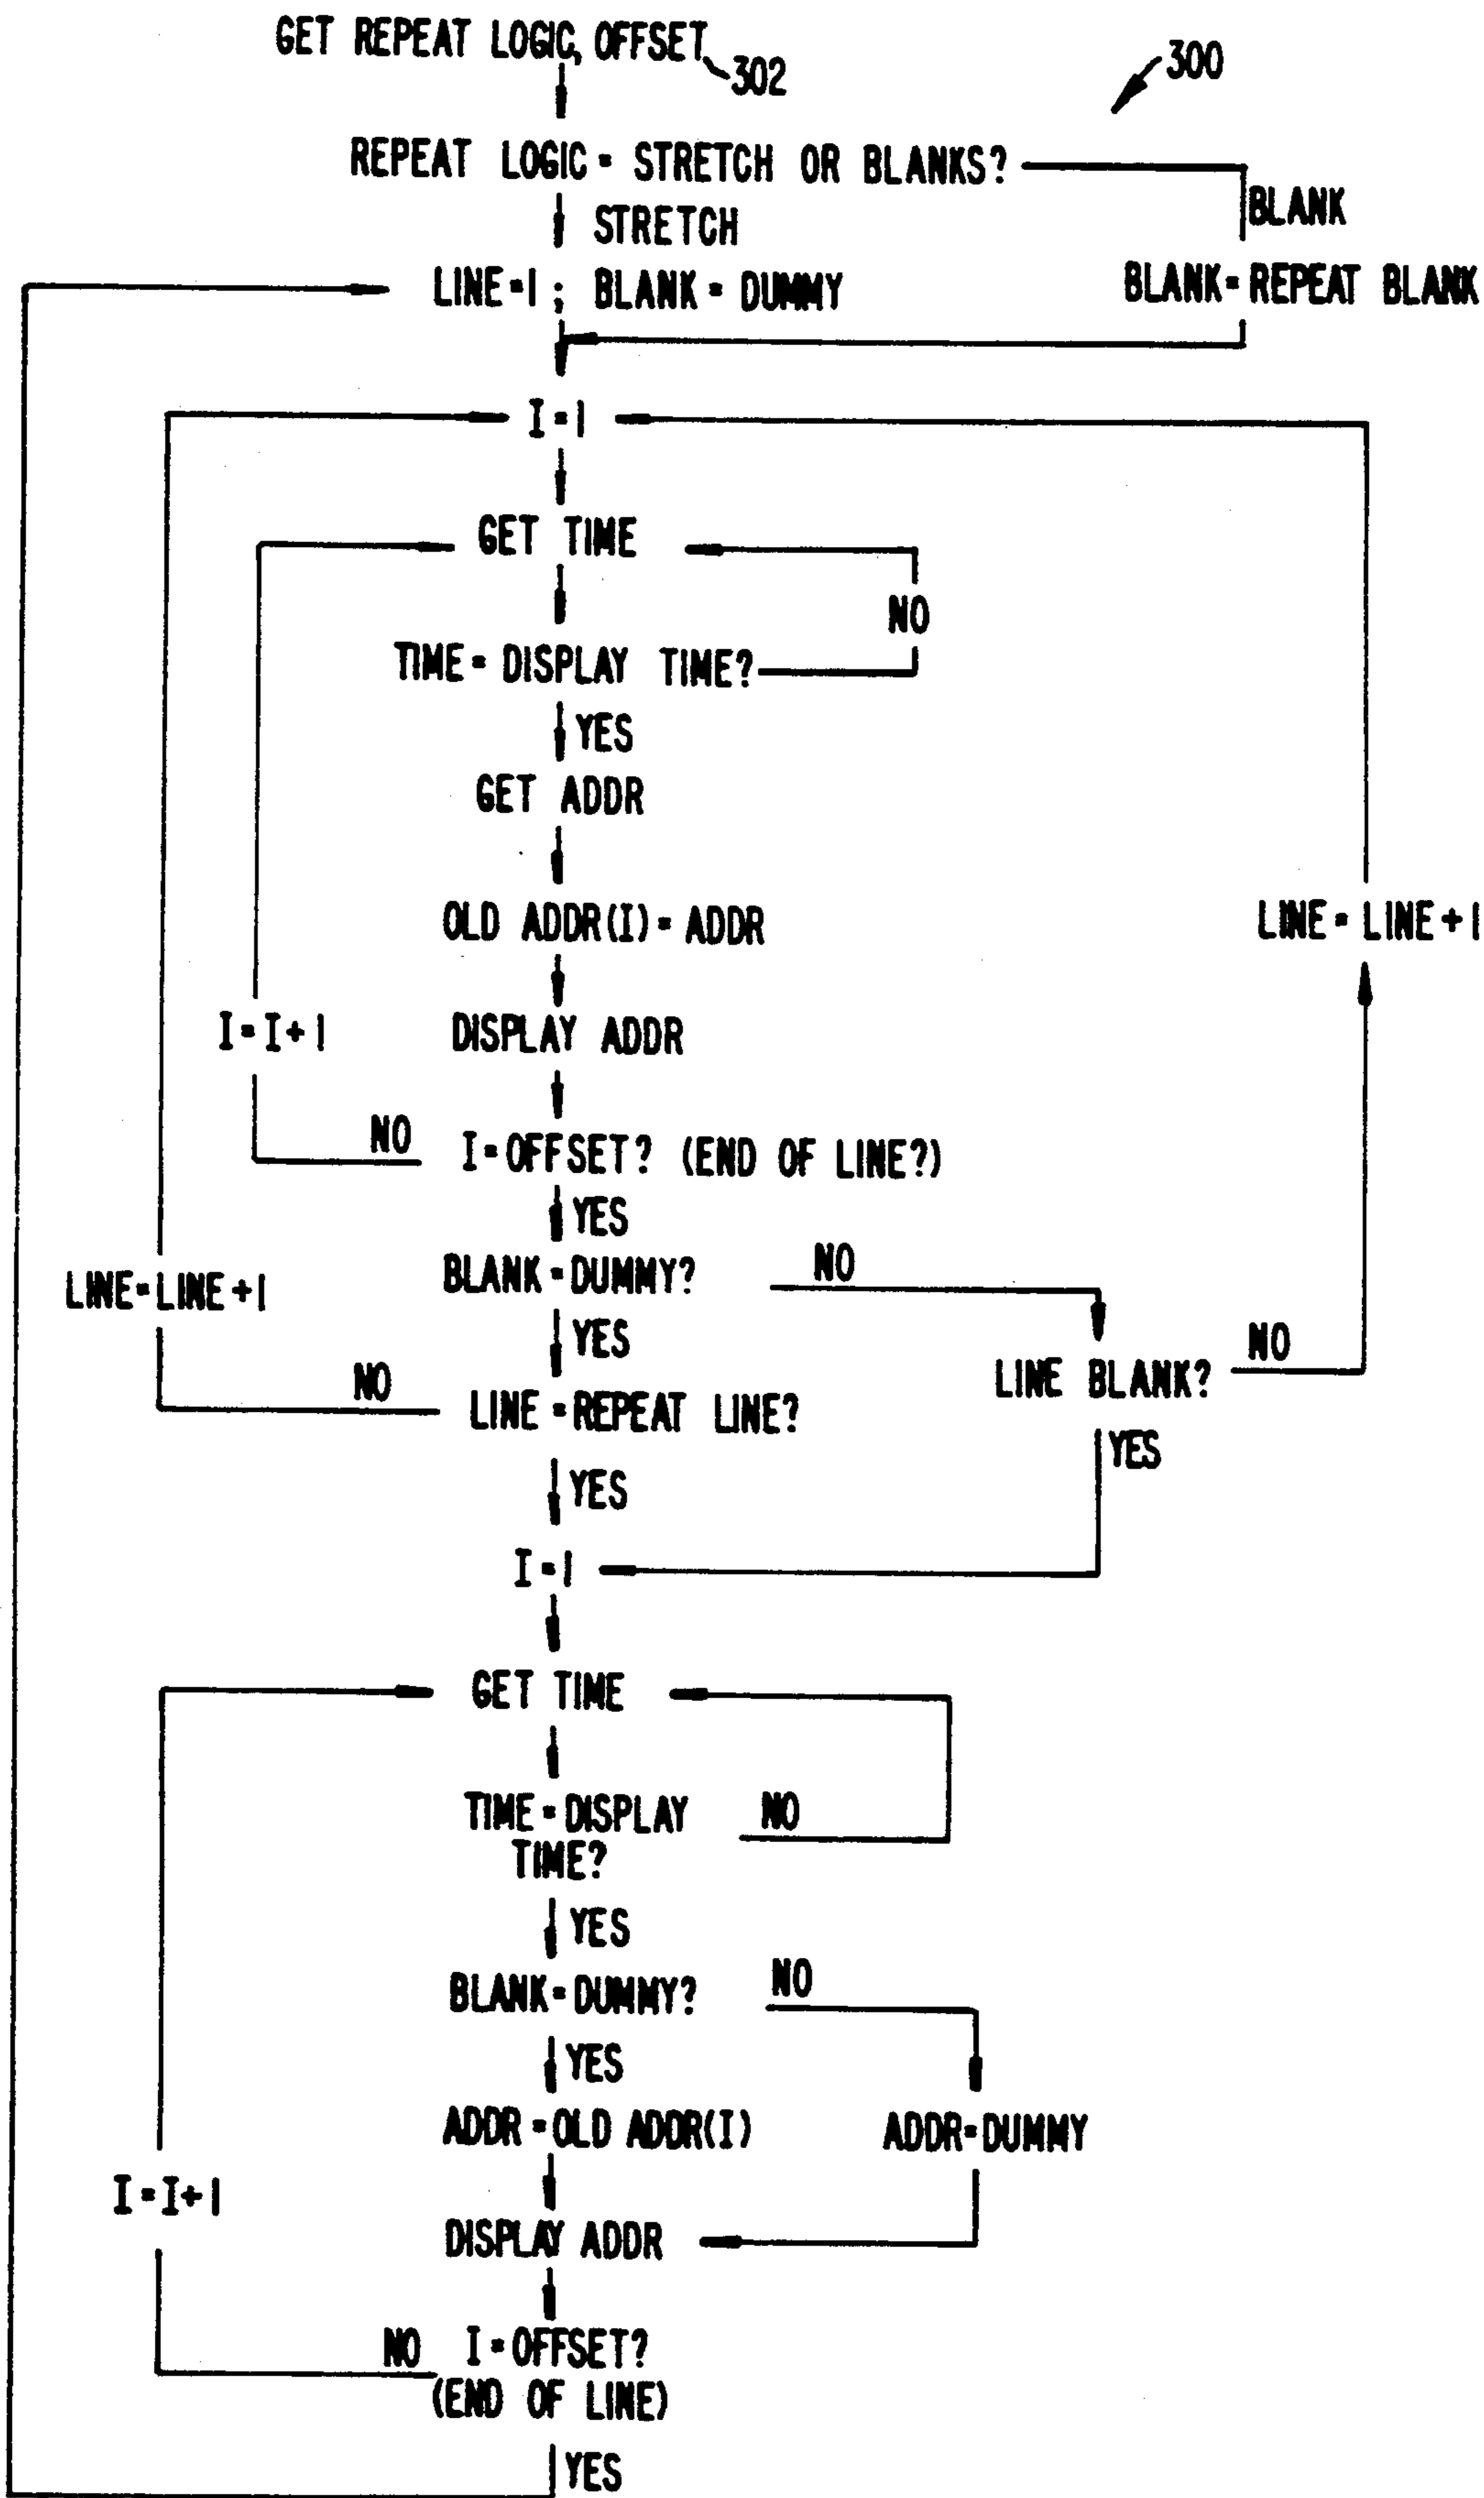 GET REPEAT LOGIC, OFFSET
302
300
REPEAT LOGIC = STRETCH OR BLANKS?
STRETCH
BLANK
LINE=1 ; BLANK = DUMMY
BLANK=REPEAT BLANK
I=1
GET TIME
NO
TIME = DISPLAY TIME?
YES
GET ADDR
OLD ADDR(I) = ADDR
LINE = LINE+1
I=I+1
DISPLAY ADDR
NO
I=OFFSET? (END OF LINE?)
YES
BLANK=DUMMY?
NO
LINE=LINE+1
YES
NO
LINE BLANK?
NO
LINE=REPEAT LINE?
YES
YES
I=1
GET TIME
TIME=DISPLAY
TIME?
NO
YES
BLANK=DUMMY?
NO
YES
ADDR=OLD ADDR(I)
ADDR=DUMMY
I=I+1
DISPLAY ADDR
NO
I=OFFSET?
(END OF LINE)
YES